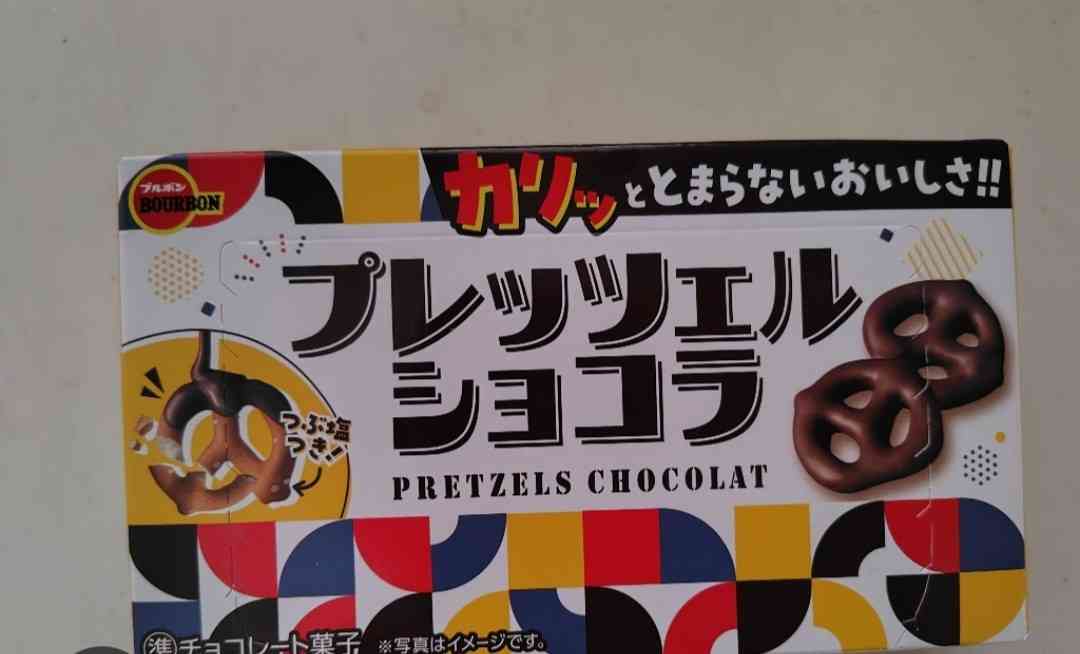 ブルボン
BOURBON
カリッととまらないおいしさ!!
プレッツェル
ショコラ
PRETZELS CHOCOLAT
つぶ塩
つき!!
準チョコレート菓子 ※写真はイメージです。